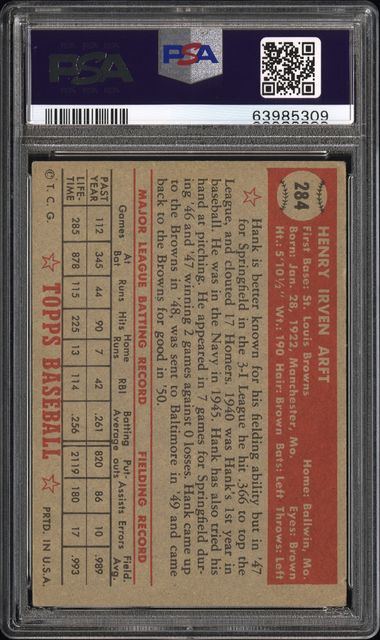 PSA
PSA
63985309
284
HENRY IRVEN ARFT
First Base: St. Louis Browns Home: Ballwin, Mo.
Born: Jan. 28, 1922, Manchester, Mo. Eyes: Brown
Ht.: 5'10½" Wt.: 190 Hair: Brown Bats: Left Throws: Left
Hank is better known for his fielding ability but in '47
for Springfield in the 3-I League he hit .366 to top the
League, and clouted 17 Homers. 1940 was Hank's 1st year in
baseball. He was in the Navy in 1945. Hank has also tried his
hand at pitching. He appeared in 7 games for Springfield dur-
ing '46 and '47 winning 2 games against 0 losses. Hank came up
to the Browns in '48, was sent to Baltimore in '49 and came
back to the Browns for good in '50.
MAJOR LEAGUE BATTING RECORD FIELDING RECORD
Games At Bat Runs Hits Home Runs RBI Batting Average Put-outs Assists Errors Field. Avg.
PAST YEAR 112 345 44 90 7 42 .261 820 86 10 .989
LIFE-TIME 285 878 115 225 13 114 .256 2119 180 17 .993
© T. C. G. TOPPS BASEBALL PRTD. IN U.S.A.